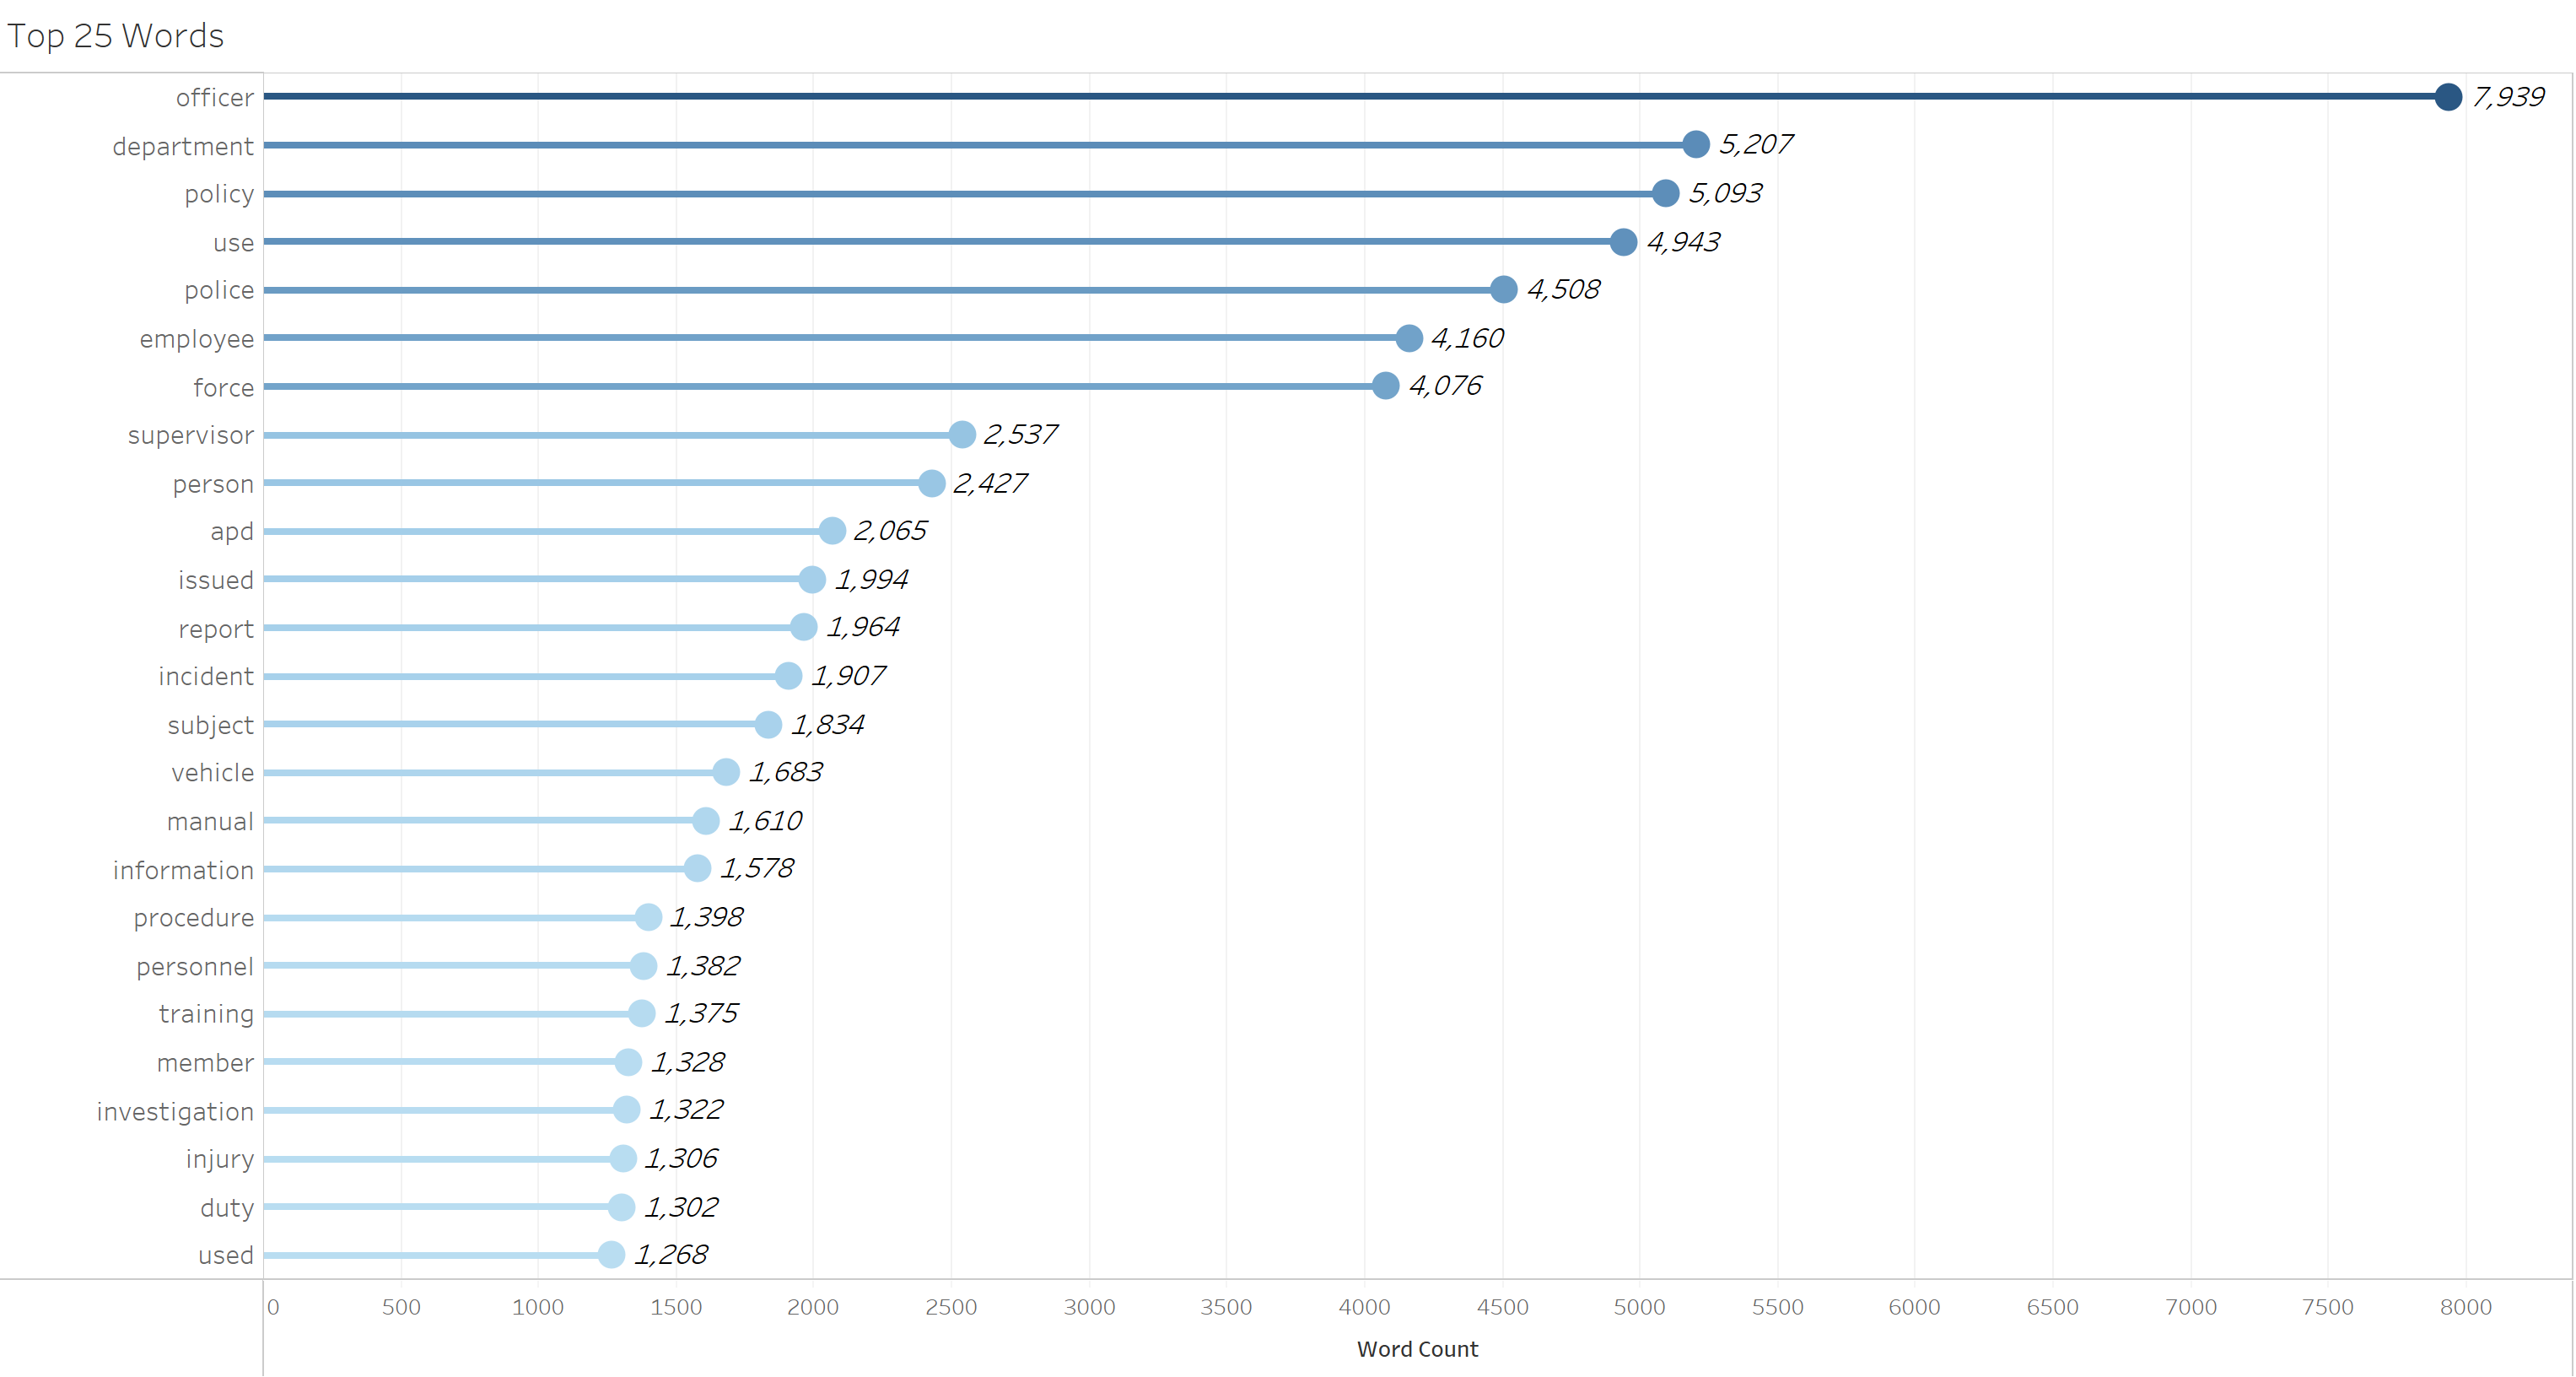 Top 25 Words
officer 7,939
department 5,207
policy 5,093
use 4,943
police 4,508
employee 4,160
force 4,076
supervisor 2,537
person 2,427
apd 2,065
issued 1,994
report 1,964
incident 1,907
subject 1,834
vehicle 1,683
manual 1,610
information 1,578
procedure 1,398
personnel 1,382
training 1,375
member 1,328
investigation 1,322
injury 1,306
duty 1,302
used 1,268
0 500 1000 1500 2000 2500 3000 3500 4000 4500 5000 5500 6000 6500 7000 7500 8000
Word Count